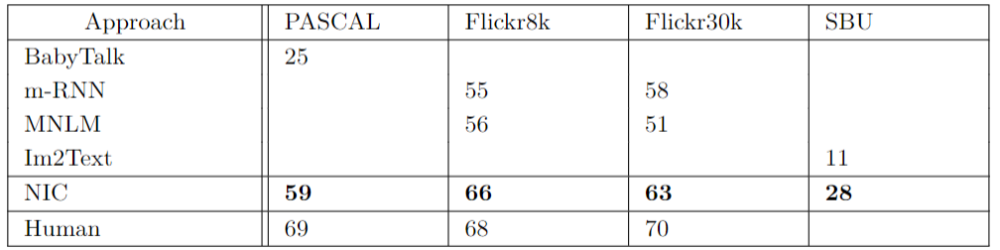 Approach PASCAL Flickr8k Flickr30k SBU
BabyTalk 25
m-RNN 55 58
MNLM 56 51
Im2Text 11
NIC 59 66 63 28
Human 69 68 70